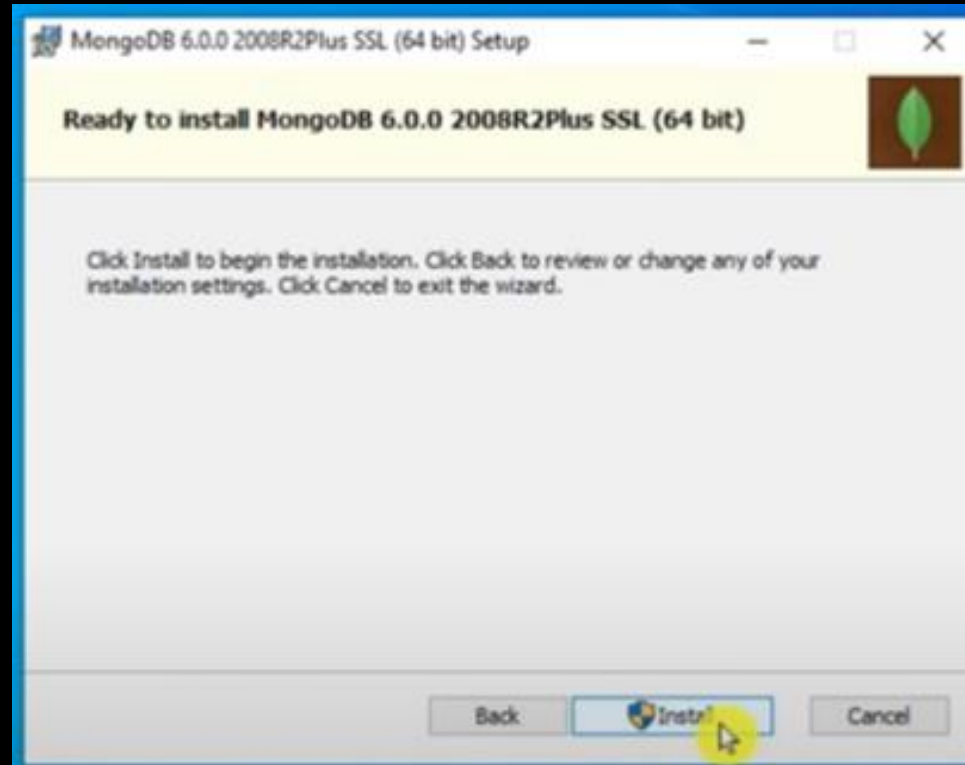 MongoDB 6.0.0 2008R2Plus SSL (64 bit) Setup
Ready to install MongoDB 6.0.0 2008R2Plus SSL (64 bit)
Click Install to begin the installation. Click Back to review or change any of your
installation settings. Click Cancel to exit the wizard.
Back
Install
Cancel